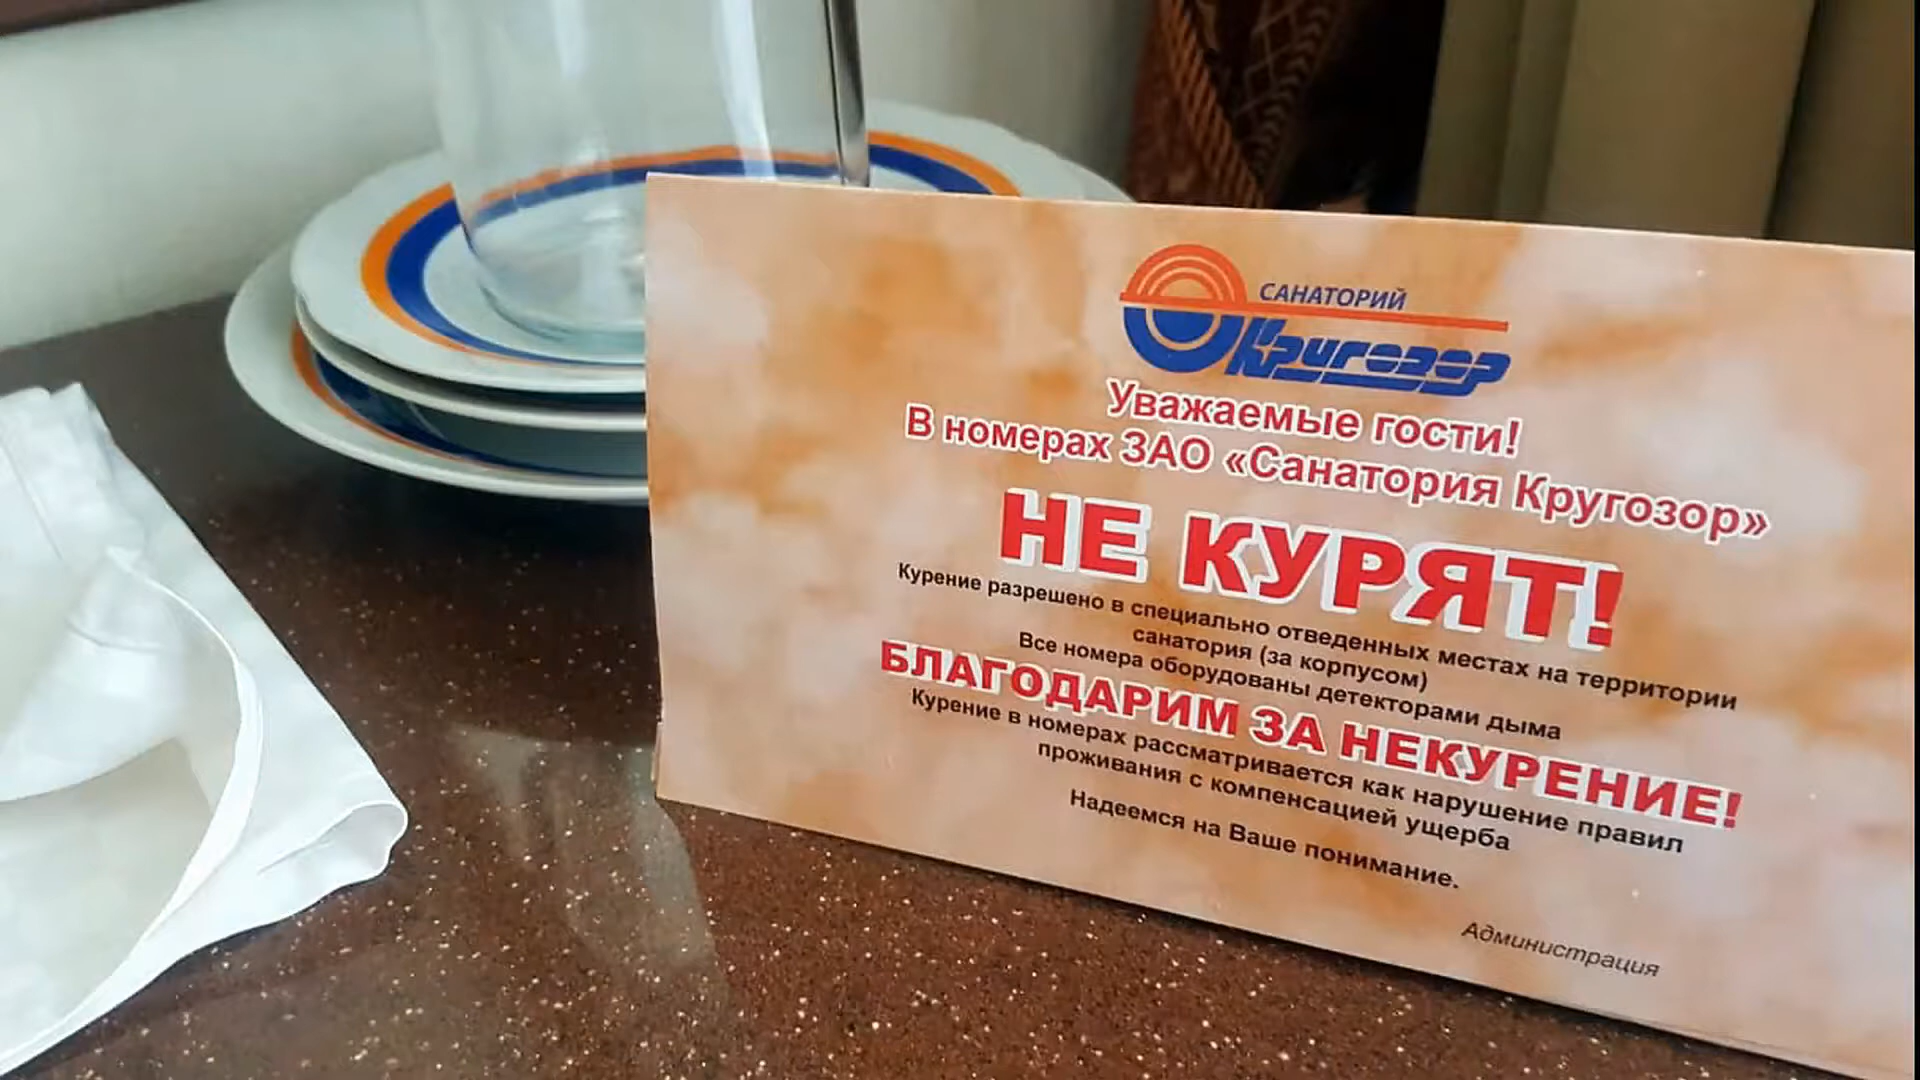 САНАТОРИЙ
Кругозор
Уважаемые гости!
В номерах ЗАО «Санатория Кругозор»
НЕ КУРЯТ!
Курение разрешено в специально отведенных местах на территории
санатория (за корпусом)
Все номера оборудованы детекторами дыма
БЛАГОДАРИМ ЗА НЕКУРЕНИЕ!
Курение в номерах рассматривается как нарушение правил
проживания с компенсацией ущерба
Надеемся на Ваше понимание.
Администрация